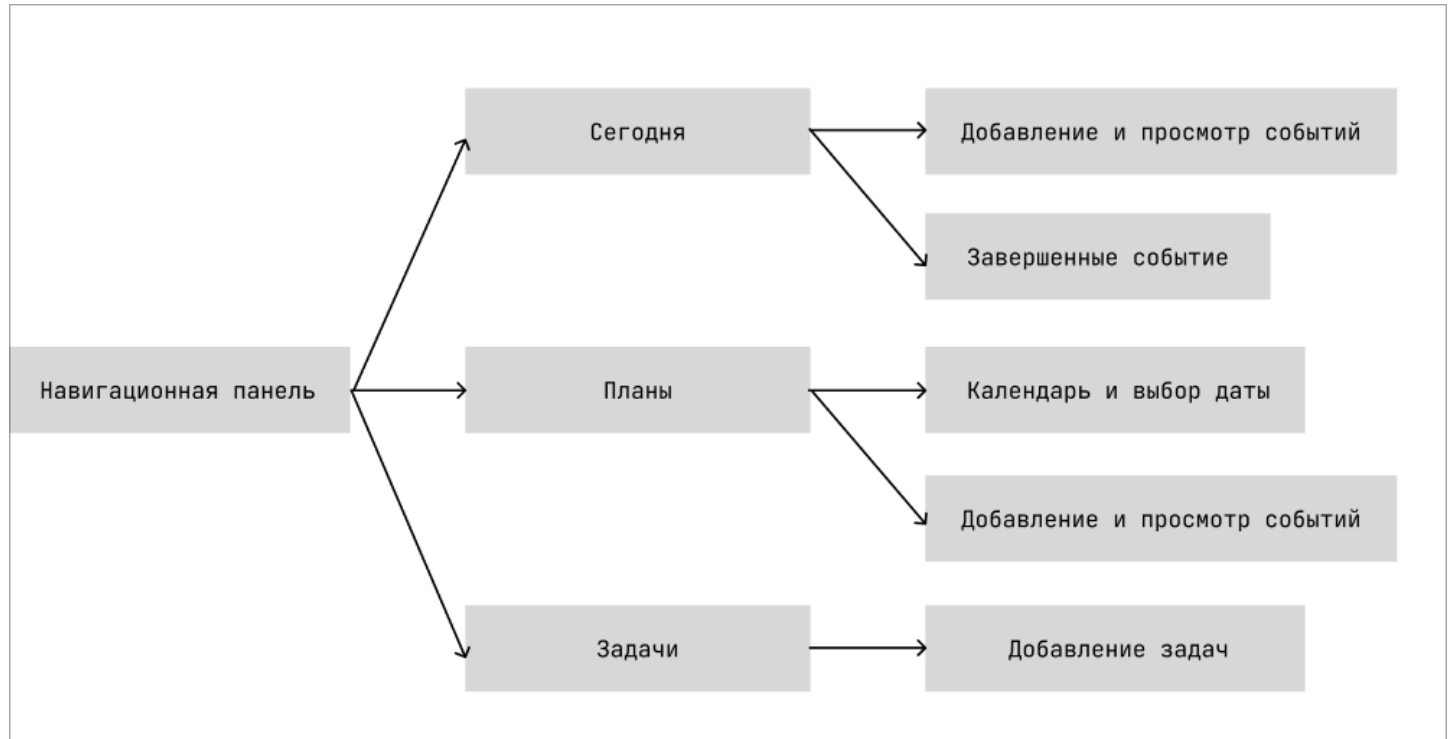 Сегодня
Добавление и просмотр событий
Завершенные событие
Навигационная панель
Планы
Календарь и выбор даты
Добавление и просмотр событий
Задачи
Добавление задач